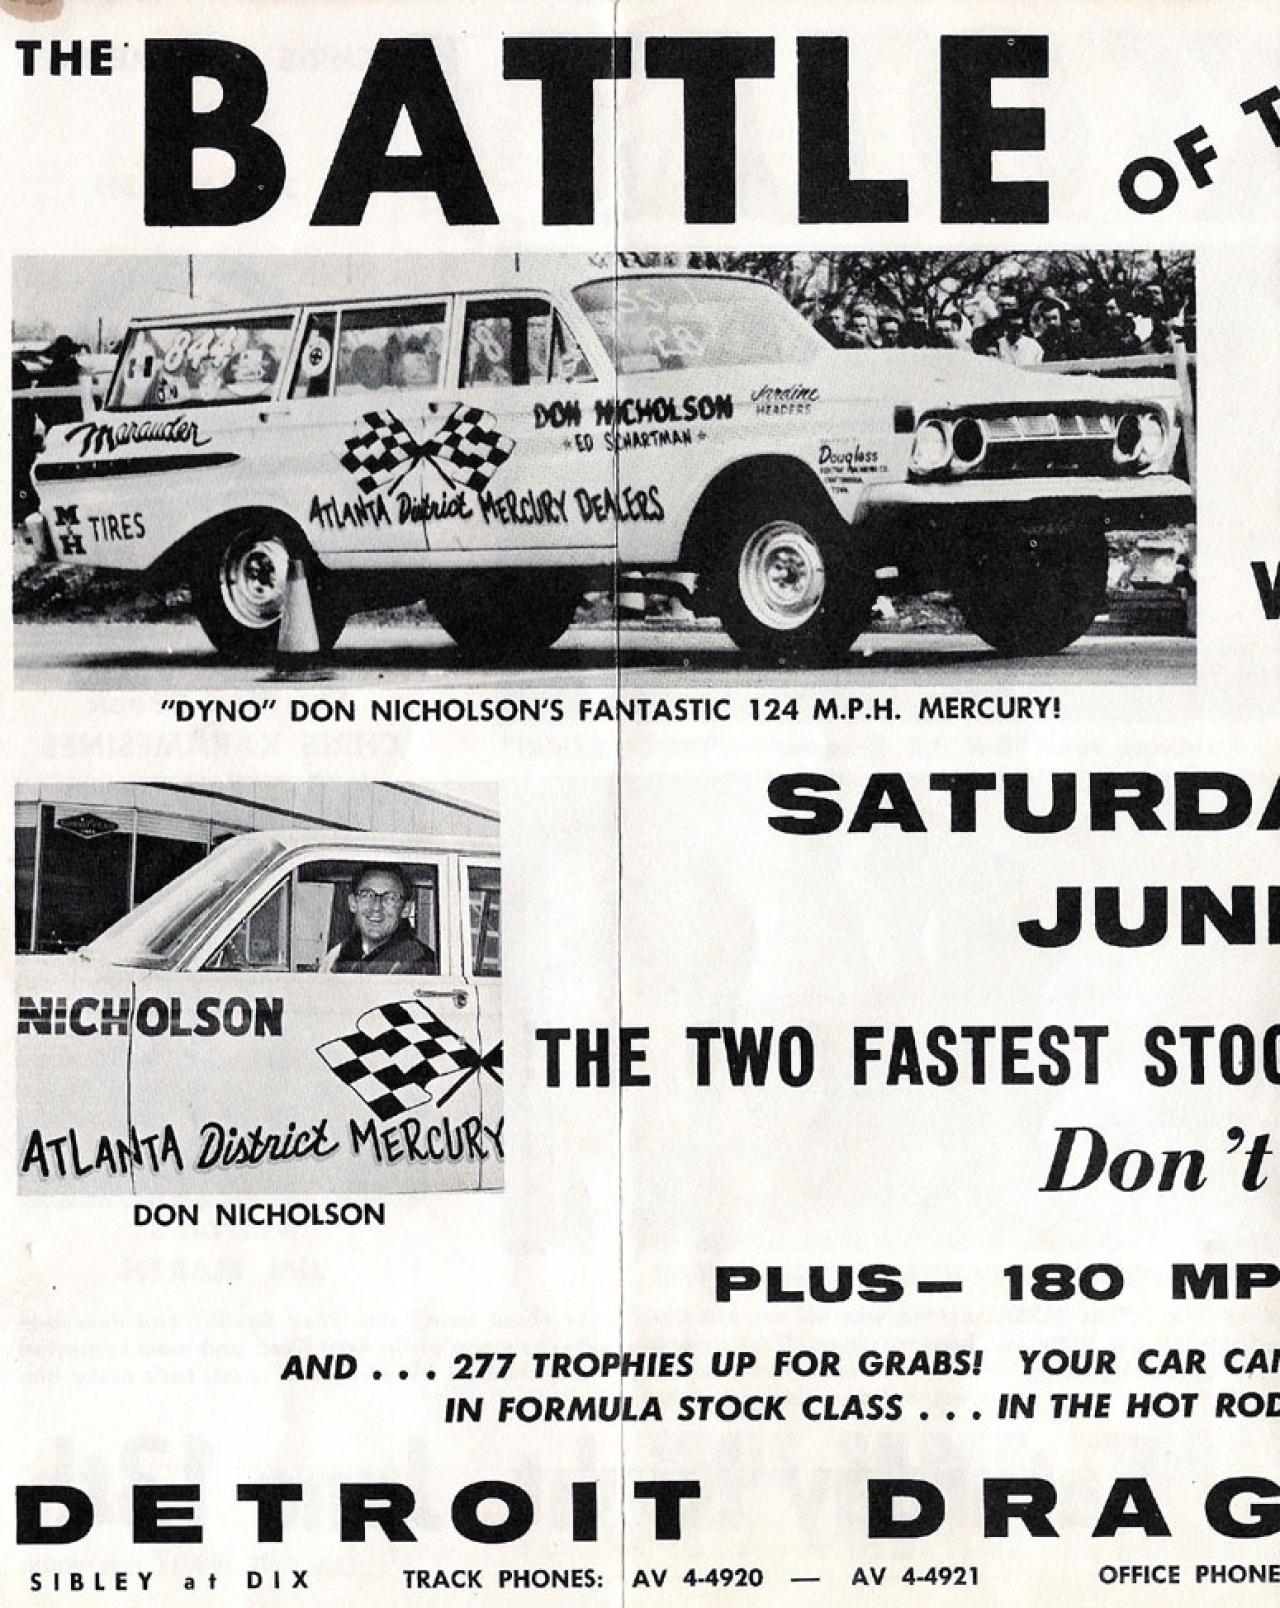 THE BATTLE OF T
8448
Marauder
DON NICHOLSON
ED SCHARTMAN
Jardine
HEADERS
Douglass
ATLANTA District MERCURY DEALERS
M
H
TIRES
"DYNO" DON NICHOLSON'S FANTASTIC 124 M.P.H. MERCURY!
SATURDA
JUNE
NICHOLSON
ATLANTA District MERCURY
THE TWO FASTEST STOC
Don't
DON NICHOLSON
PLUS— 180 MP
AND . . . 277 TROPHIES UP FOR GRABS! YOUR CAR CAN
IN FORMULA STOCK CLASS . . . IN THE HOT ROD
DETROIT DRAG
SIBLEY at DIX TRACK PHONES: AV 4-4920 — AV 4-4921 OFFICE PHONE